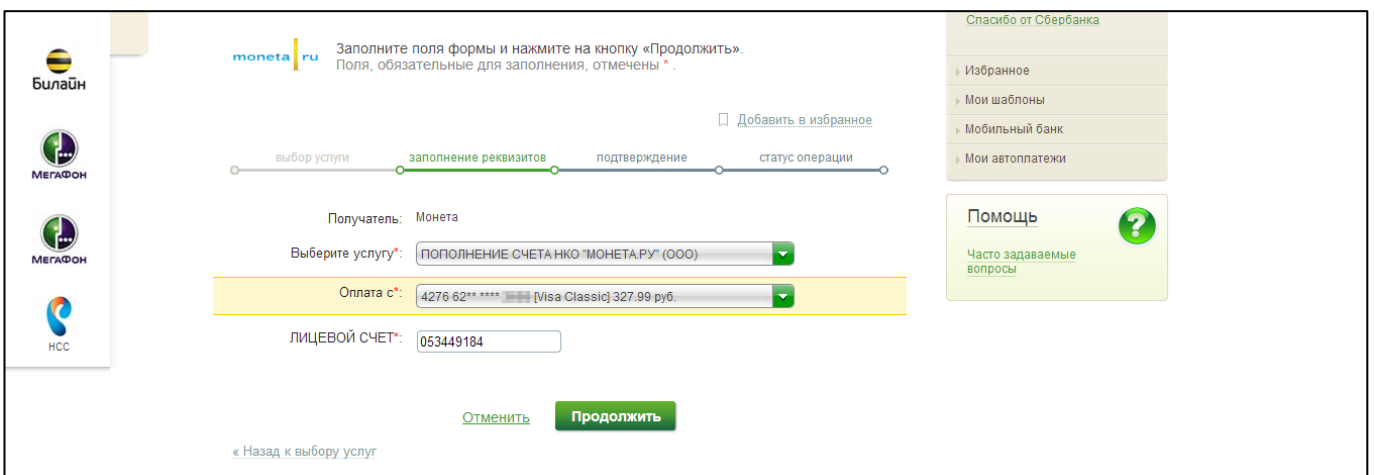 Билайн
МЕГАФОН
МЕГАФОН
НСС
moneta.ru
Заполните поля формы и нажмите на кнопку «Продолжить».
Поля, обязательные для заполнения, отмечены * .
Добавить в избранное
выбор услуги заполнение реквизитов подтверждение статус операции
Получатель: Монета
Выберите услугу*: ПОПОЛНЕНИЕ СЧЕТА НКО "МОНЕТА.РУ" (ООО)
Оплата с*: 4276 62** **** [Visa Classic] 327.99 руб.
ЛИЦЕВОЙ СЧЕТ*: 053449184
Отменить Продолжить
« Назад к выбору услуг
Спасибо от Сбербанка
Избранное
Мои шаблоны
Мобильный банк
Мои автоплатежи
Помощь ?
Часто задаваемые
вопросы